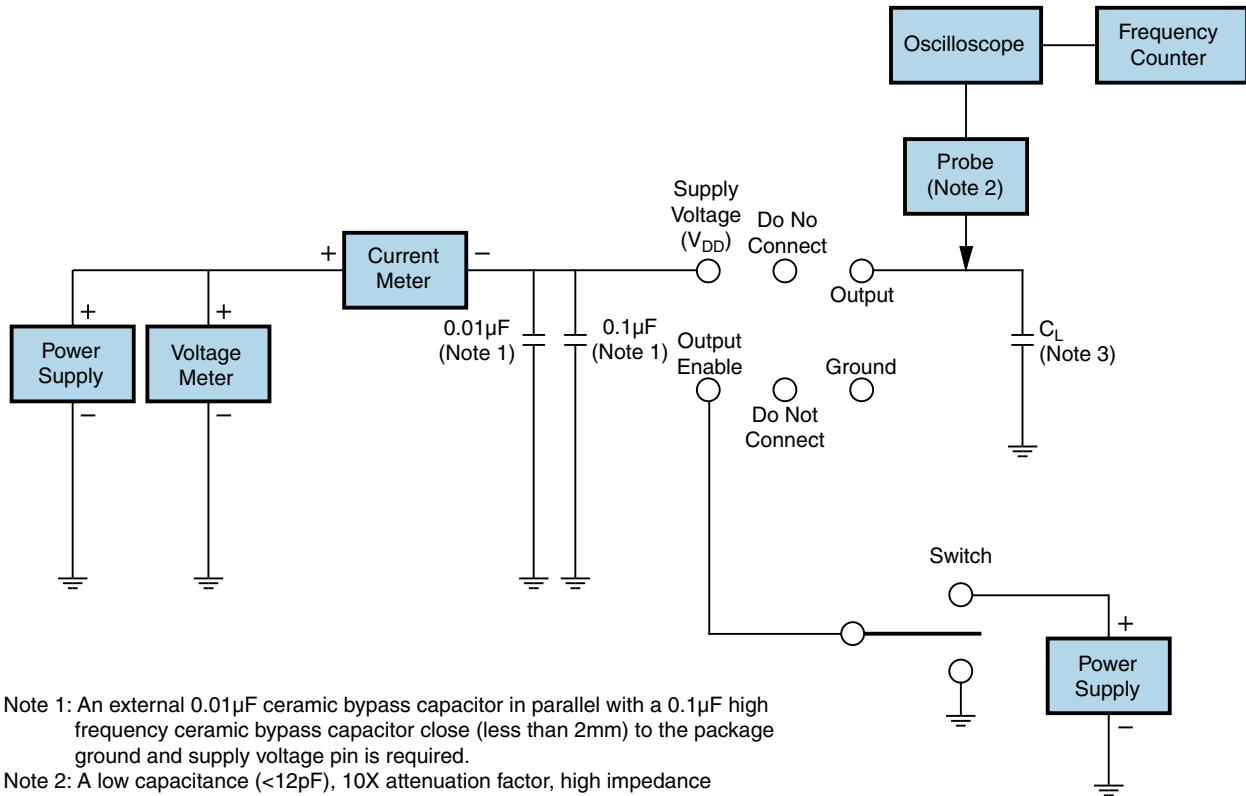 Oscilloscope
Frequency
Counter
Probe
(Note 2)
Supply
Voltage
(VDD)
Do No
Connect
+
Current
Meter
−
Output
+
Power
Supply
−
+
Voltage
Meter
−
0.01µF
(Note 1)
0.1µF
(Note 1)
Output
Enable
Ground
Do Not
Connect
CL
(Note 3)
Switch
+
Power
Supply
−
Note 1: An external 0.01µF ceramic bypass capacitor in parallel with a 0.1µF high
frequency ceramic bypass capacitor close (less than 2mm) to the package
ground and supply voltage pin is required.
Note 2: A low capacitance (<12pF), 10X attenuation factor, high impedance